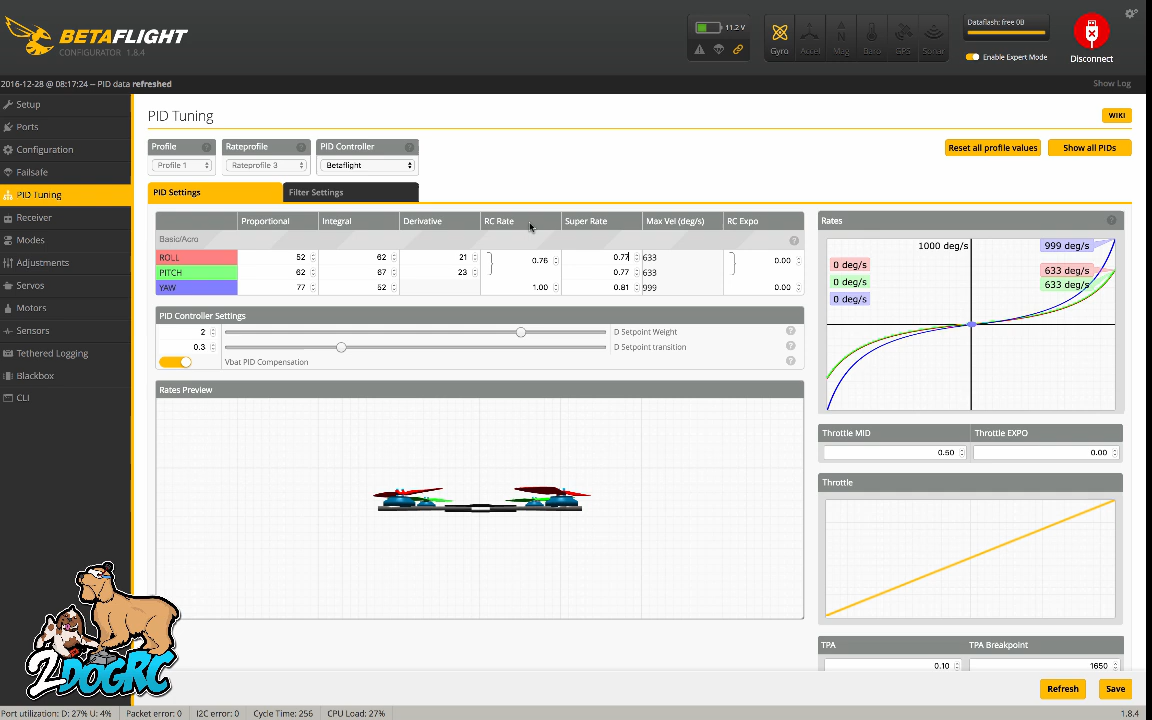 BETAFLIGHT
CONFIGURATOR 1.8.4
11.2 V
Gyro Accel Mag Baro GPS Sonar
Dataflash: free 0B
Enable Expert Mode
Disconnect
2016-12-28 @ 08:17:24 -- PID data refreshed
Show Log
Setup
Ports
Configuration
Failsafe
PID Tuning
Receiver
Modes
Adjustments
Servos
Motors
Sensors
Tethered Logging
Blackbox
CLI
PID Tuning
WIKI
Profile
Profile 1
Rateprofile
Rateprofile 3
PID Controller
Betaflight
Reset all profile values
Show all PIDs
PID Settings
Filter Settings
Proportional Integral Derivative RC Rate Super Rate Max Vel (deg/s) RC Expo
Basic/Acro
ROLL 52 62 21 0.76 0.77 633 0.00
PITCH 62 67 23 0.77 633
YAW 77 52 1.00 0.81 999 0.00
PID Controller Settings
2 D Setpoint Weight
0.3 D Setpoint transition
Vbat PID Compensation
Rates Preview
Rates
1000 deg/s
999 deg/s
0 deg/s
633 deg/s
0 deg/s
633 deg/s
0 deg/s
Throttle MID Throttle EXPO
0.50 0.00
Throttle
TPA TPA Breakpoint
0.10 1650
2DOGRC
Refresh
Save
Port utilization: D: 27% U: 4% Packet error: 0 I2C error: 0 Cycle Time: 256 CPU Load: 27%
1.8.4